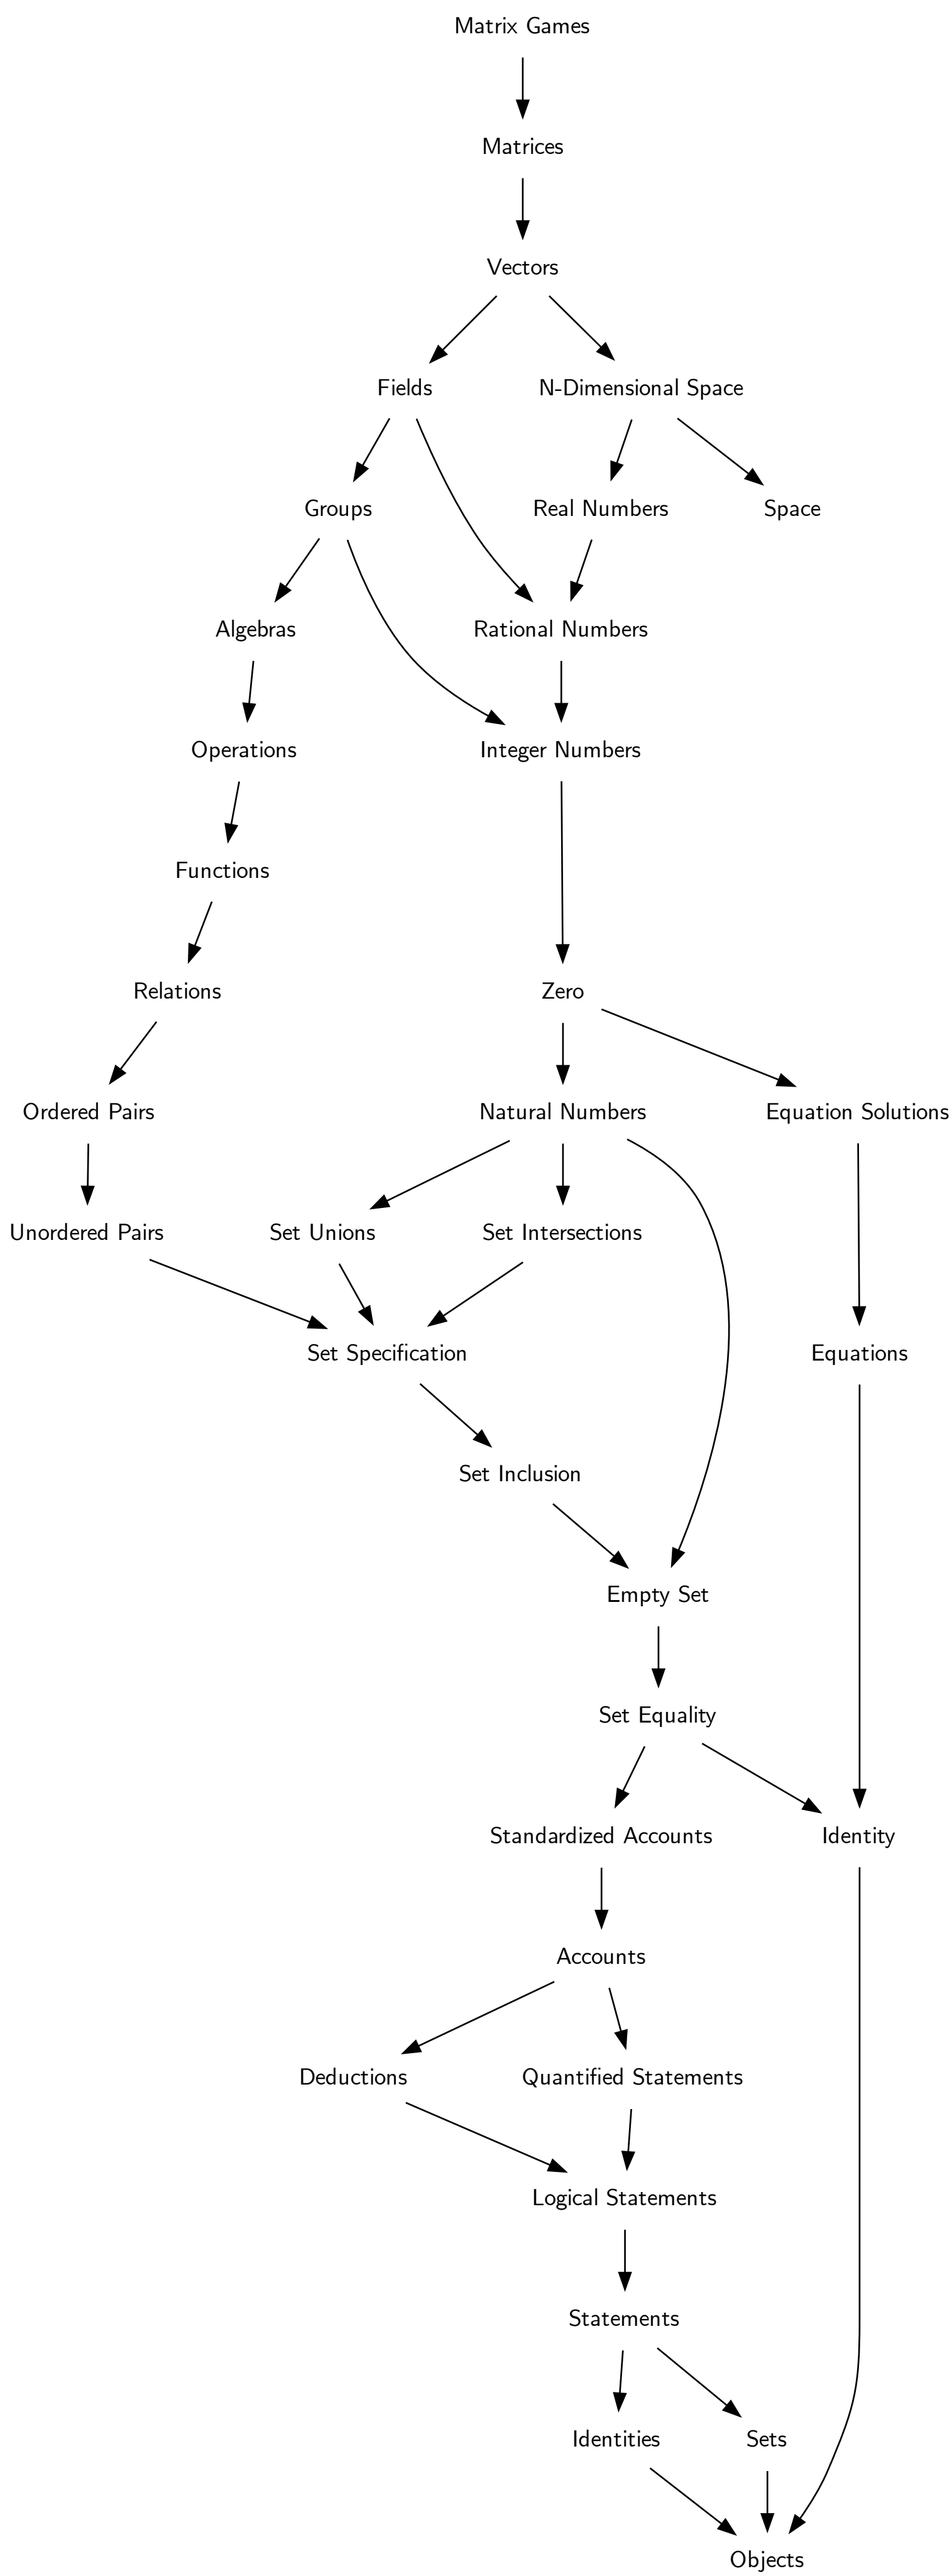 Matrix Games
Matrices
Vectors
Fields
N-Dimensional Space
Groups
Real Numbers
Space
Algebras
Rational Numbers
Operations
Integer Numbers
Functions
Relations
Zero
Ordered Pairs
Natural Numbers
Equation Solutions
Unordered Pairs
Set Unions
Set Intersections
Set Specification
Equations
Set Inclusion
Empty Set
Set Equality
Standardized Accounts
Identity
Accounts
Deductions
Quantified Statements
Logical Statements
Statements
Identities
Sets
Objects